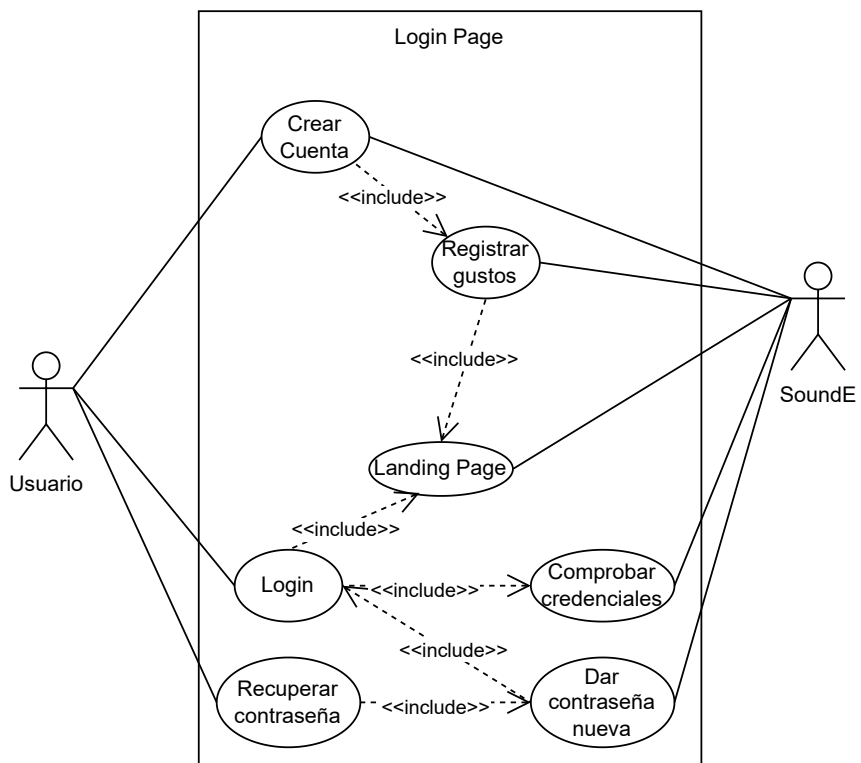 Login Page
Crear
Cuenta
<<include>>
Registrar
gustos
<<include>>
SoundE
Landing Page
Usuario
<<include>>
Login
<<include>>
Comprobar
credenciales
<<include>>
Recuperar
contraseña
<<include>>
Dar
contraseña
nueva